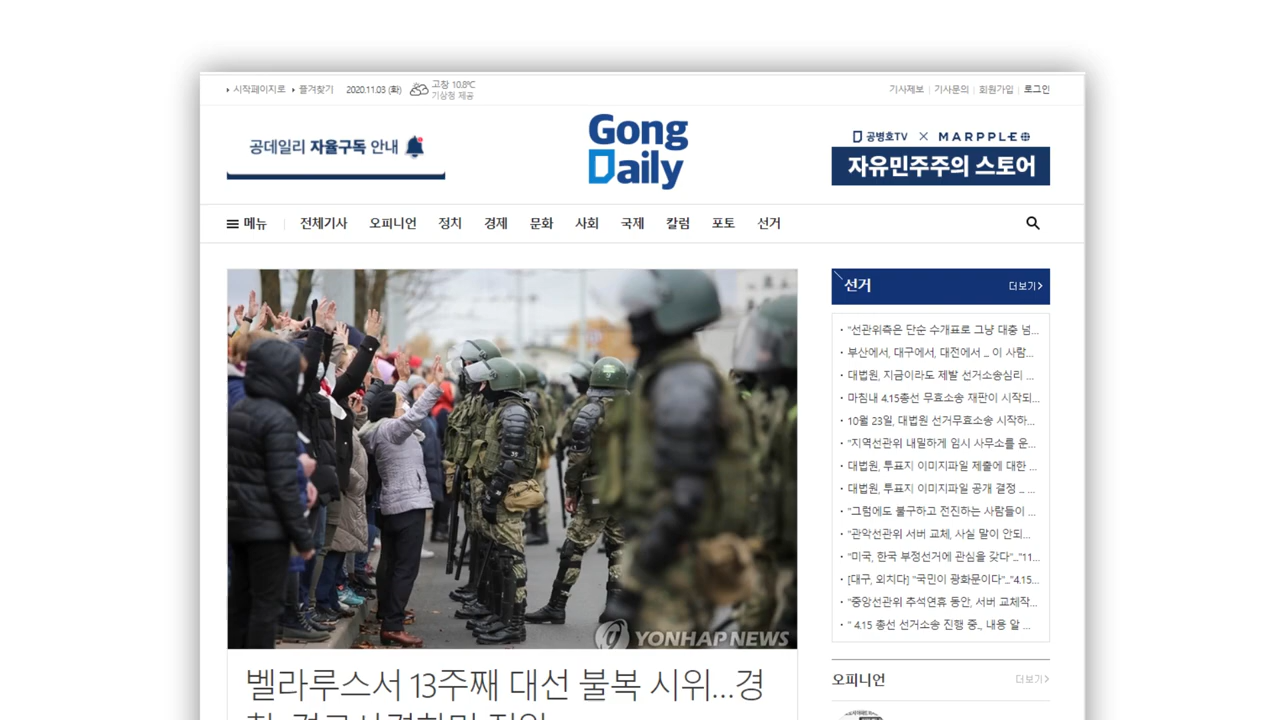 시작페이지로 즐겨찾기 2020.11.03 (화) 고창 10.8℃
기상청 제공
기사제보 | 기사문의 | 회원가입 | 로그인
공데일리 자율구독 안내
Gong
Daily
공병호TV × MARPPLE
자유민주주의 스토어
메뉴 전체기사 오피니언 정치 경제 문화 사회 국제 칼럼 포토 선거
YONHAP NEWS
벨라루스서 13주째 대선 불복 시위…경
선거 더보기
· "선관위측은 단순 수개표로 그냥 대충 넘...
· 부산에서, 대구에서, 대전에서 ... 이 사람...
· 대법원, 지금이라도 제발 선거소송심리 ...
· 마침내 4.15총선 무효소송 재판이 시작되...
· 10월 23일, 대법원 선거무효소송 시작하...
· "지역선관위 내밀하게 임시 사무소를 운...
· 대법원, 투표지 이미지파일 제출에 대한 ...
· 대법원, 투표지 이미지파일 공개 결정 ... ...
· "그럼에도 불구하고 전진하는 사람들이 ...
· "관악선관위 서버 교체, 사실 말이 안되...
· "미국, 한국 부정선거에 관심을 갖다"..."11...
· [대구, 외치다] "국민이 광화문이다"..."4.15...
· "중앙선관위 추석연휴 동안, 서버 교체작...
· " 4.15 총선 선거소송 진행 중., 내용 알 ...
오피니언 더보기